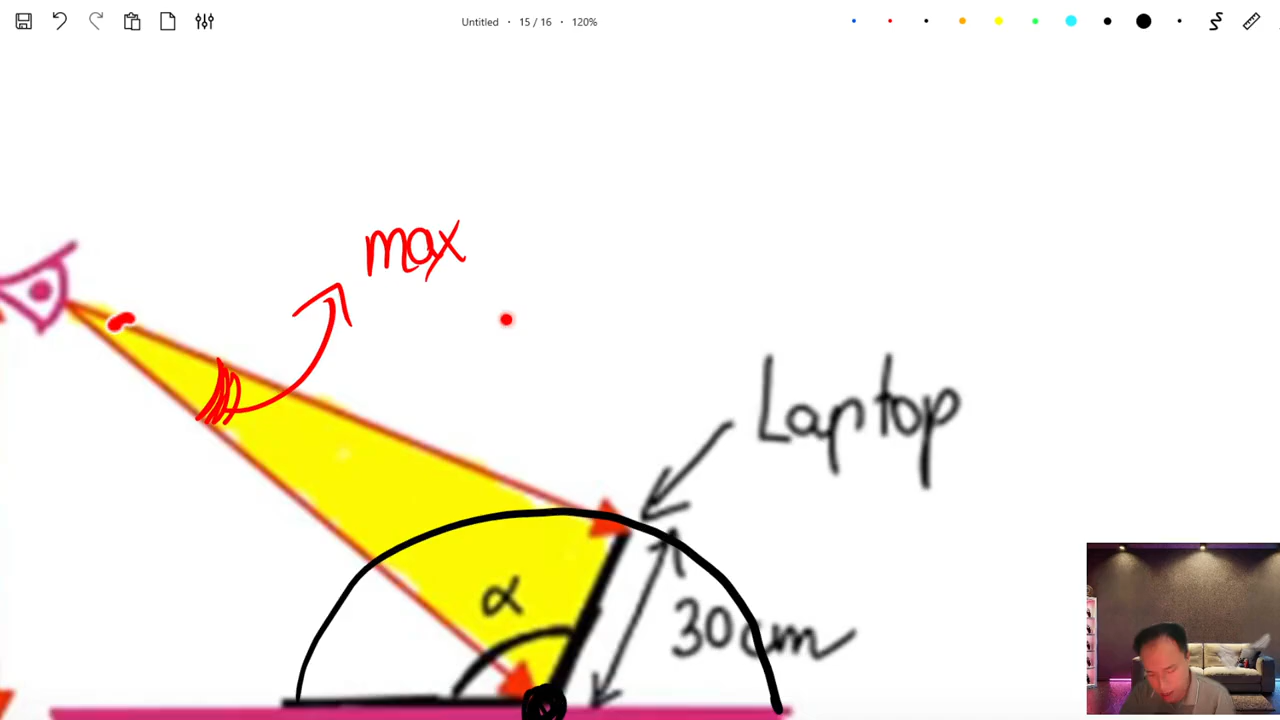 Untitled · 15 / 16 · 120%
max
Laptop
α
30cm